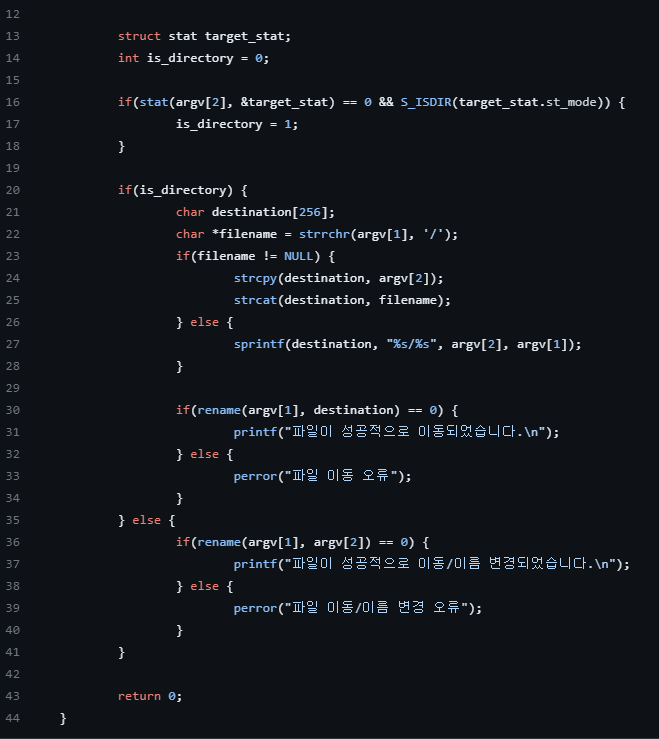 12
13 struct stat target_stat;
14 int is_directory = 0;
15
16 if(stat(argv[2], &target_stat) == 0 && S_ISDIR(target_stat.st_mode)) {
17 is_directory = 1;
18 }
19
20 if(is_directory) {
21 char destination[256];
22 char *filename = strrchr(argv[1], '/');
23 if(filename != NULL) {
24 strcpy(destination, argv[2]);
25 strcat(destination, filename);
26 } else {
27 sprintf(destination, "%s/%s", argv[2], argv[1]);
28 }
29
30 if(rename(argv[1], destination) == 0) {
31 printf("파일이 성공적으로 이동되었습니다.\n");
32 } else {
33 perror("파일 이동 오류");
34 }
35 } else {
36 if(rename(argv[1], argv[2]) == 0) {
37 printf("파일이 성공적으로 이동/이름 변경되었습니다.\n");
38 } else {
39 perror("파일 이동/이름 변경 오류");
40 }
41 }
42
43 return 0;
44 }